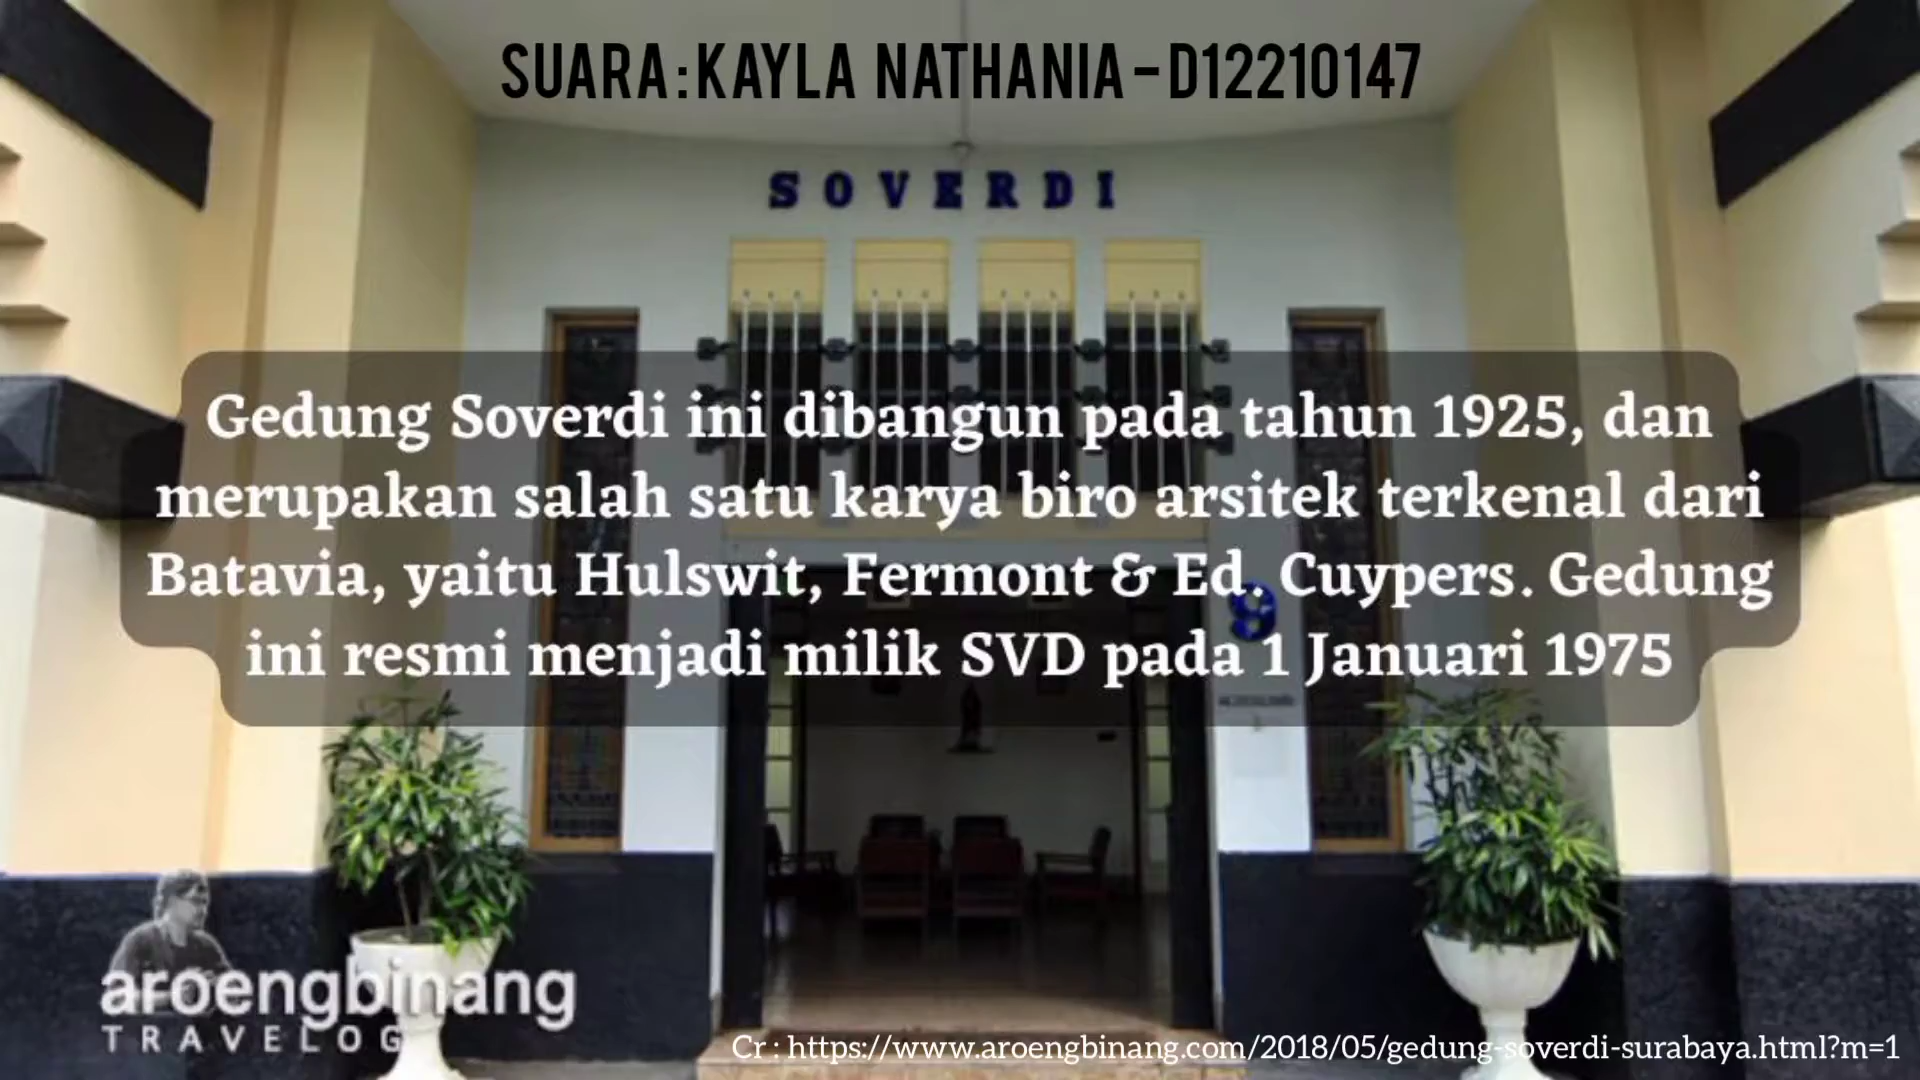 SUARA : KAYLA NATHANIA - D12210147
SOVERDI
Gedung Soverdi ini dibangun pada tahun 1925, dan
merupakan salah satu karya biro arsitek terkenal dari
Batavia, yaitu Hulswit, Fermont & Ed. Cuypers. Gedung
9
ini resmi menjadi milik SVD pada 1 Januari 1975
aroengbinang
TRAVELOG
Cr : https://www.aroengbinang.com/2018/05/gedung-soverdi-surabaya.html?m=1